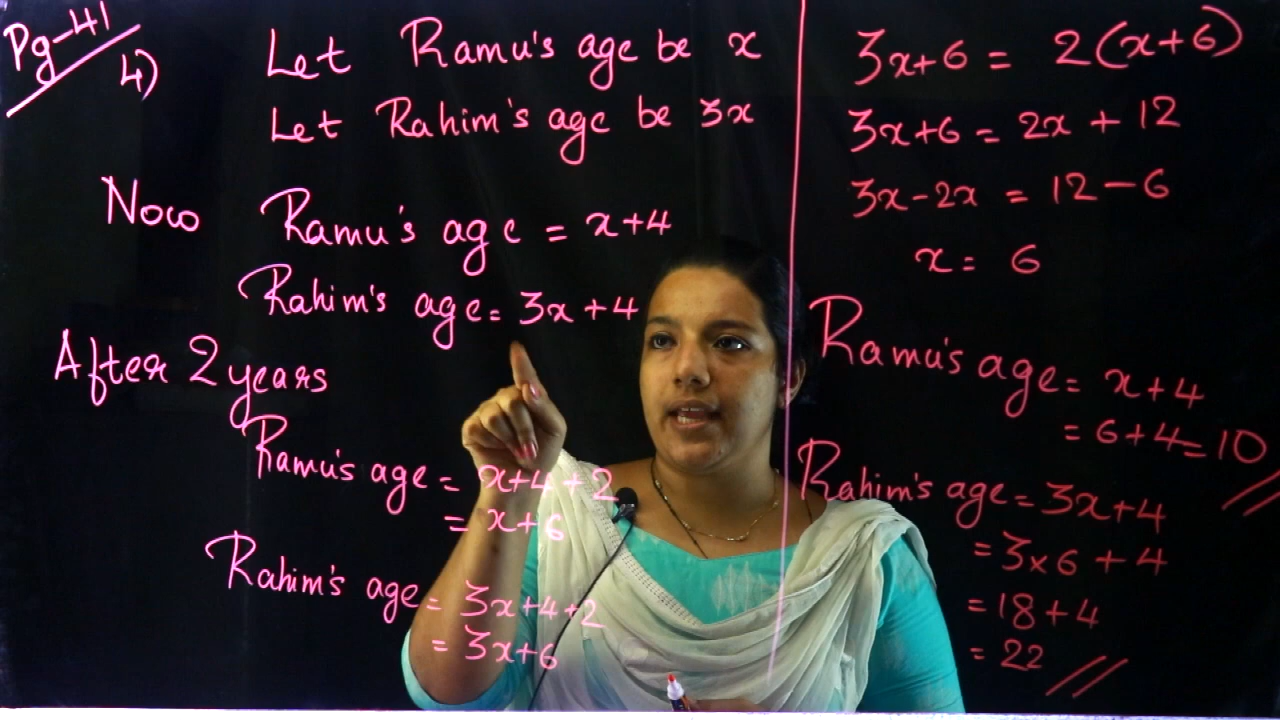 Pg-41
4)
Let Ramu's age be x
Let Rahim's age be 3x
Now Ramu's age = x+4
Rahim's age = 3x+4
After 2 years
Ramu's age = x+4+2
= x+6
Rahim's age = 3x+4+2
= 3x+6
3x+6 = 2(x+6)
3x+6 = 2x + 12
3x-2x = 12-6
x = 6
Ramu's age = x+4
= 6+4=10
Rahim's age = 3x+4
= 3x6 + 4
= 18+4
= 22